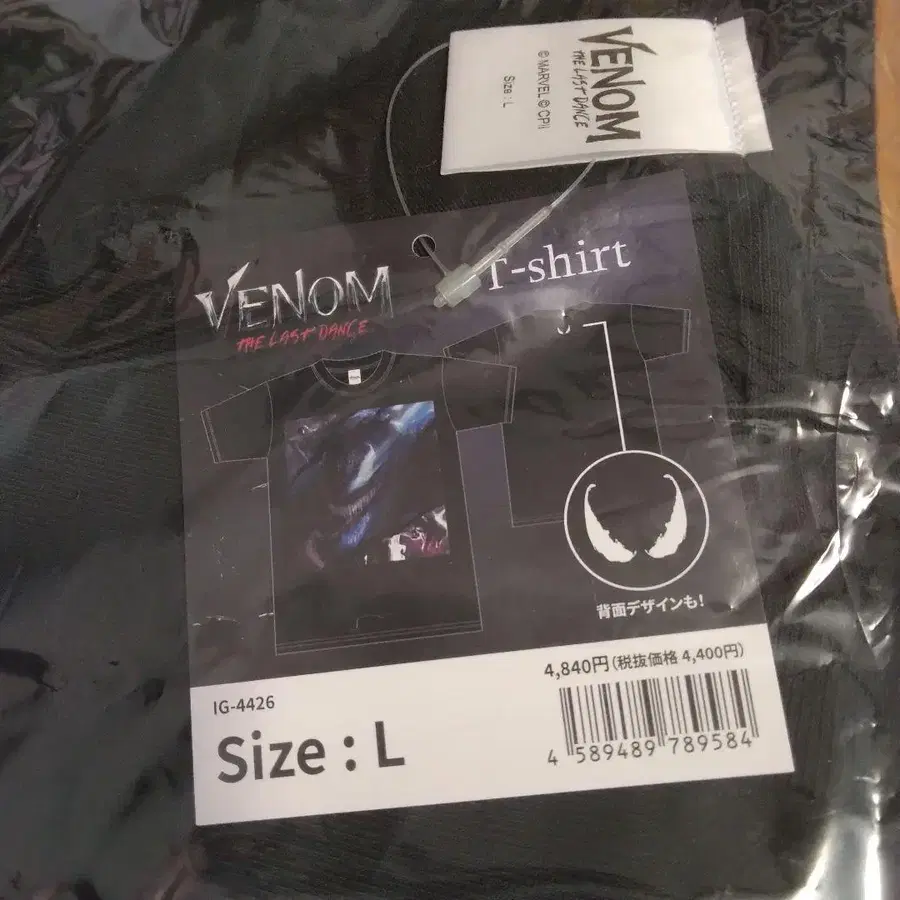 VENOM
THE LAST DANCE
© MARVEL © CPII
Size : L
VENOM
THE LAST DANCE
T-shirt
背面デザインも!
4,840円(税抜価格 4,400円)
IG-4426
Size : L
4 589489 789584